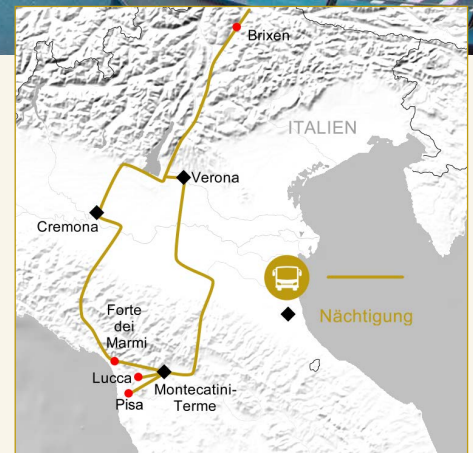 Brixen
ITALIEN
Verona
Cremona
Nächtigung
Forte
dei
Marmi
Lucca
Montecatini-
Terme
Pisa